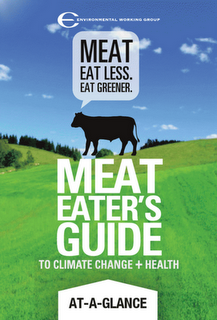 ENVIRONMENTAL WORKING GROUP
MEAT
EAT LESS.
EAT GREENER.
MEAT
EATER'S
GUIDE
TO CLIMATE CHANGE + HEALTH
AT-A-GLANCE